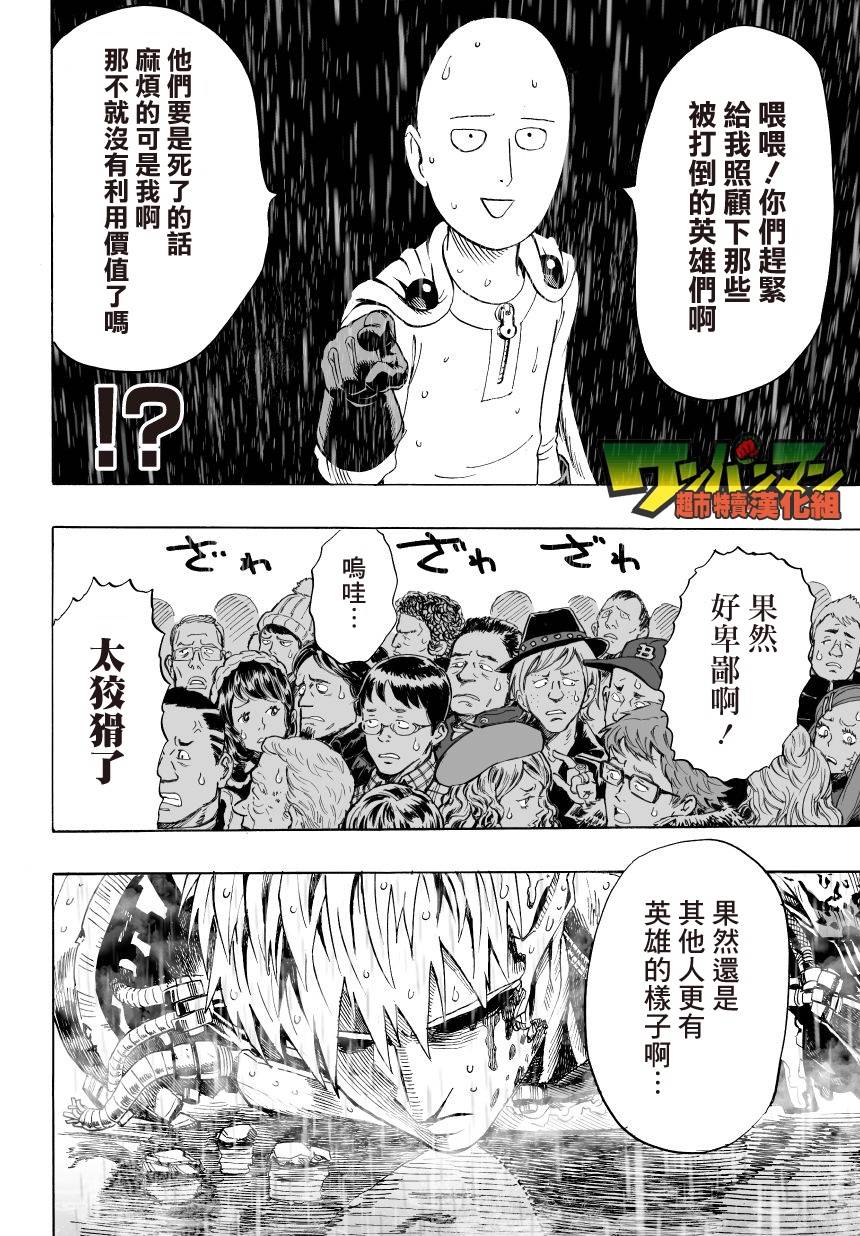 喂喂！你們趕緊
給我照顧下那些
被打倒的英雄們啊
他們要是死了的話
麻煩的可是我啊
那不就沒有利用價值了嗎
!?
ワンパンマン
超市特賣漢化組
ざわ
ざわ
ざわ
果然
好卑鄙啊！
嗚哇…
太狡猾了
B
果然還是
其他人更有
英雄的樣子啊…